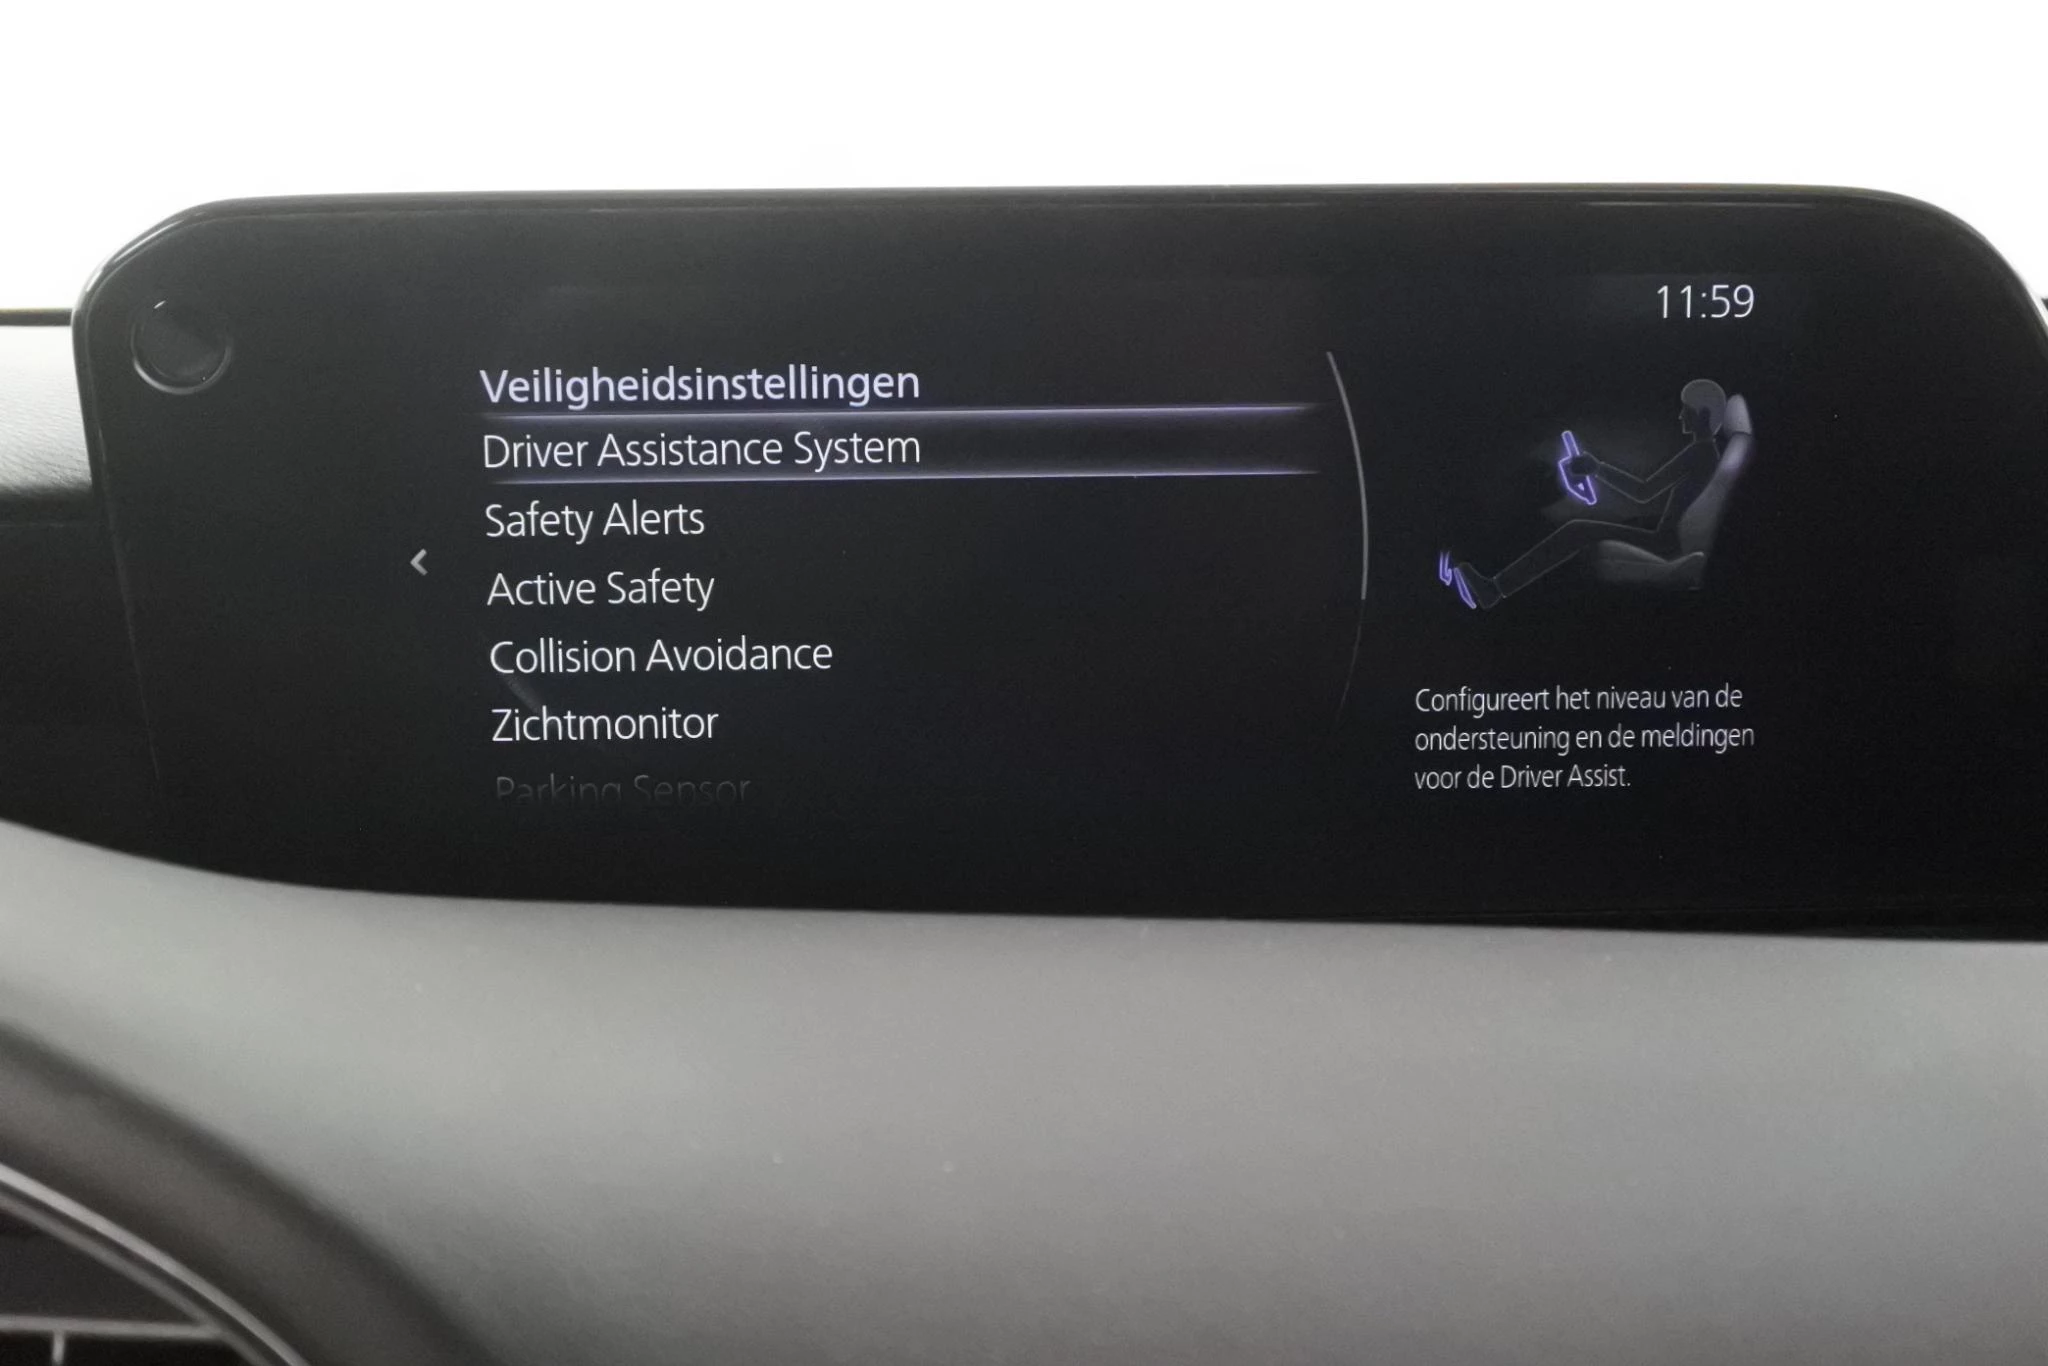 11:59
Veiligheidsinstellingen
Driver Assistance System
Safety Alerts
Active Safety
Collision Avoidance
Zichtmonitor
Parking Sensor
Configureert het niveau van de
ondersteuning en de meldingen
voor de Driver Assist.